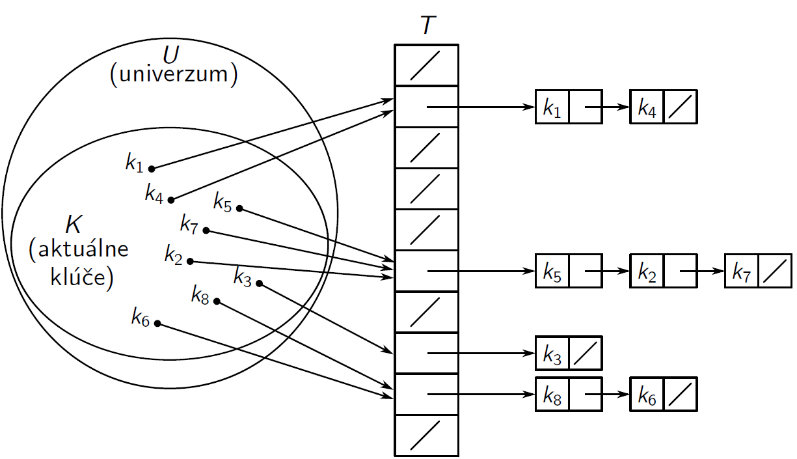 T
U
(univerzum)
k₁
k₄
k₅
k₇
K
(aktuálne
kľúče)
k₂
k₃
k₈
k₆
k₁ k₄
k₅ k₂ k₇
k₃
k₈ k₆